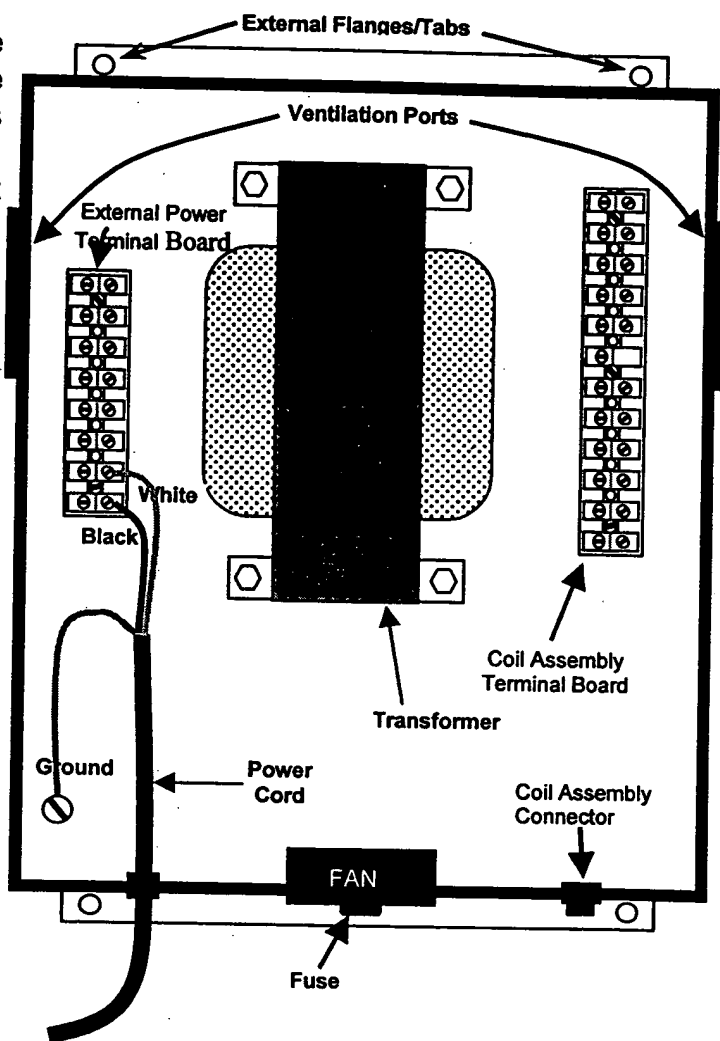 External Flanges/Tabs
Ventilation Ports
External Power
Terminal Board
White
Black
Coil Assembly
Terminal Board
Transformer
Ground
Power
Cord
Coil Assembly
Connector
FAN
Fuse